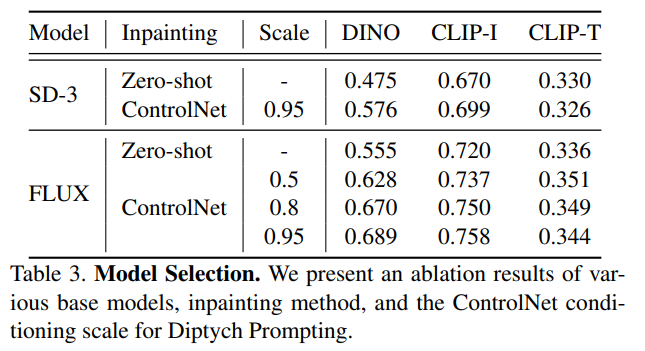 Model Inpainting Scale DINO CLIP-I CLIP-T
SD-3 Zero-shot - 0.475 0.670 0.330
ControlNet 0.95 0.576 0.699 0.326
FLUX Zero-shot - 0.555 0.720 0.336
ControlNet 0.5 0.628 0.737 0.351
0.8 0.670 0.750 0.349
0.95 0.689 0.758 0.344
Table 3. Model Selection. We present an ablation results of var-
ious base models, inpainting method, and the ControlNet condi-
tioning scale for Diptych Prompting.